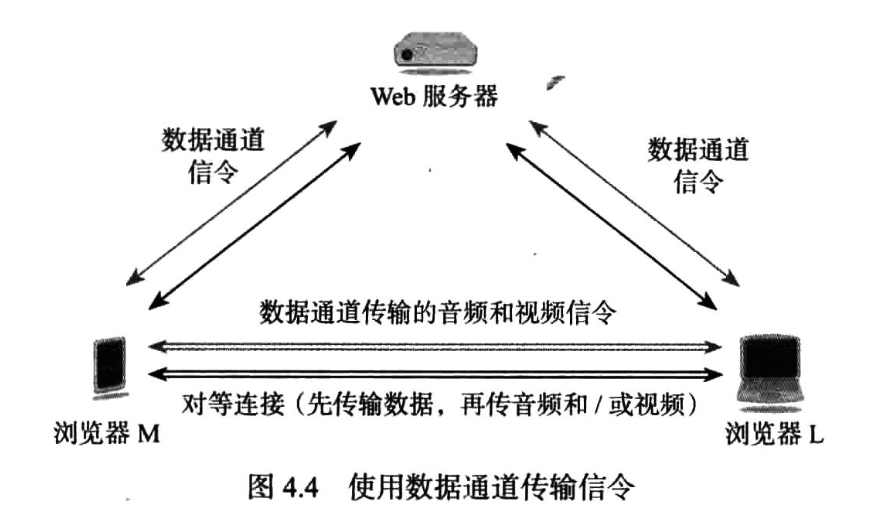 Web 服务器
数据通道
信令
数据通道
信令
数据通道传输的音频和视频信令
对等连接（先传输数据，再传音频和 / 或视频）
浏览器 M
浏览器 L
图 4.4 使用数据通道传输信令